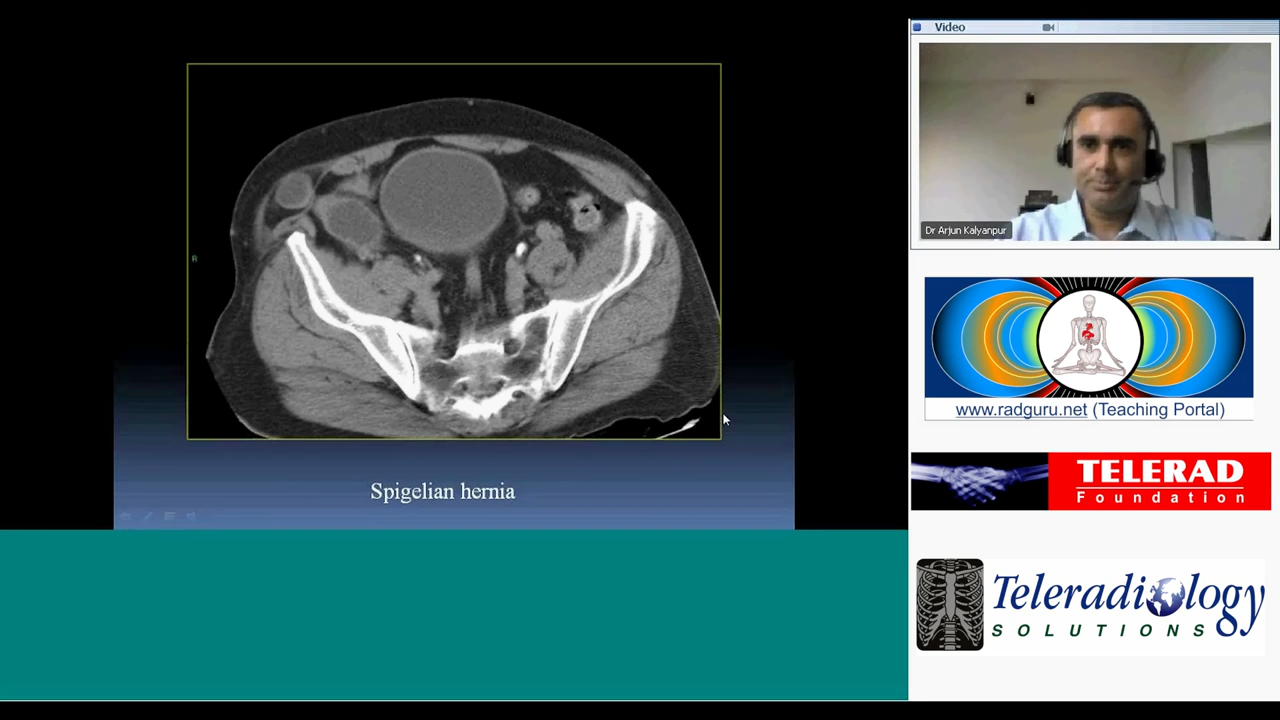 R
Spigelian hernia
Video
Dr Arjun Kalyanpur
www.radguru.net (Teaching Portal)
TELERAD
Foundation
Teleradiology
SOLUTIONS